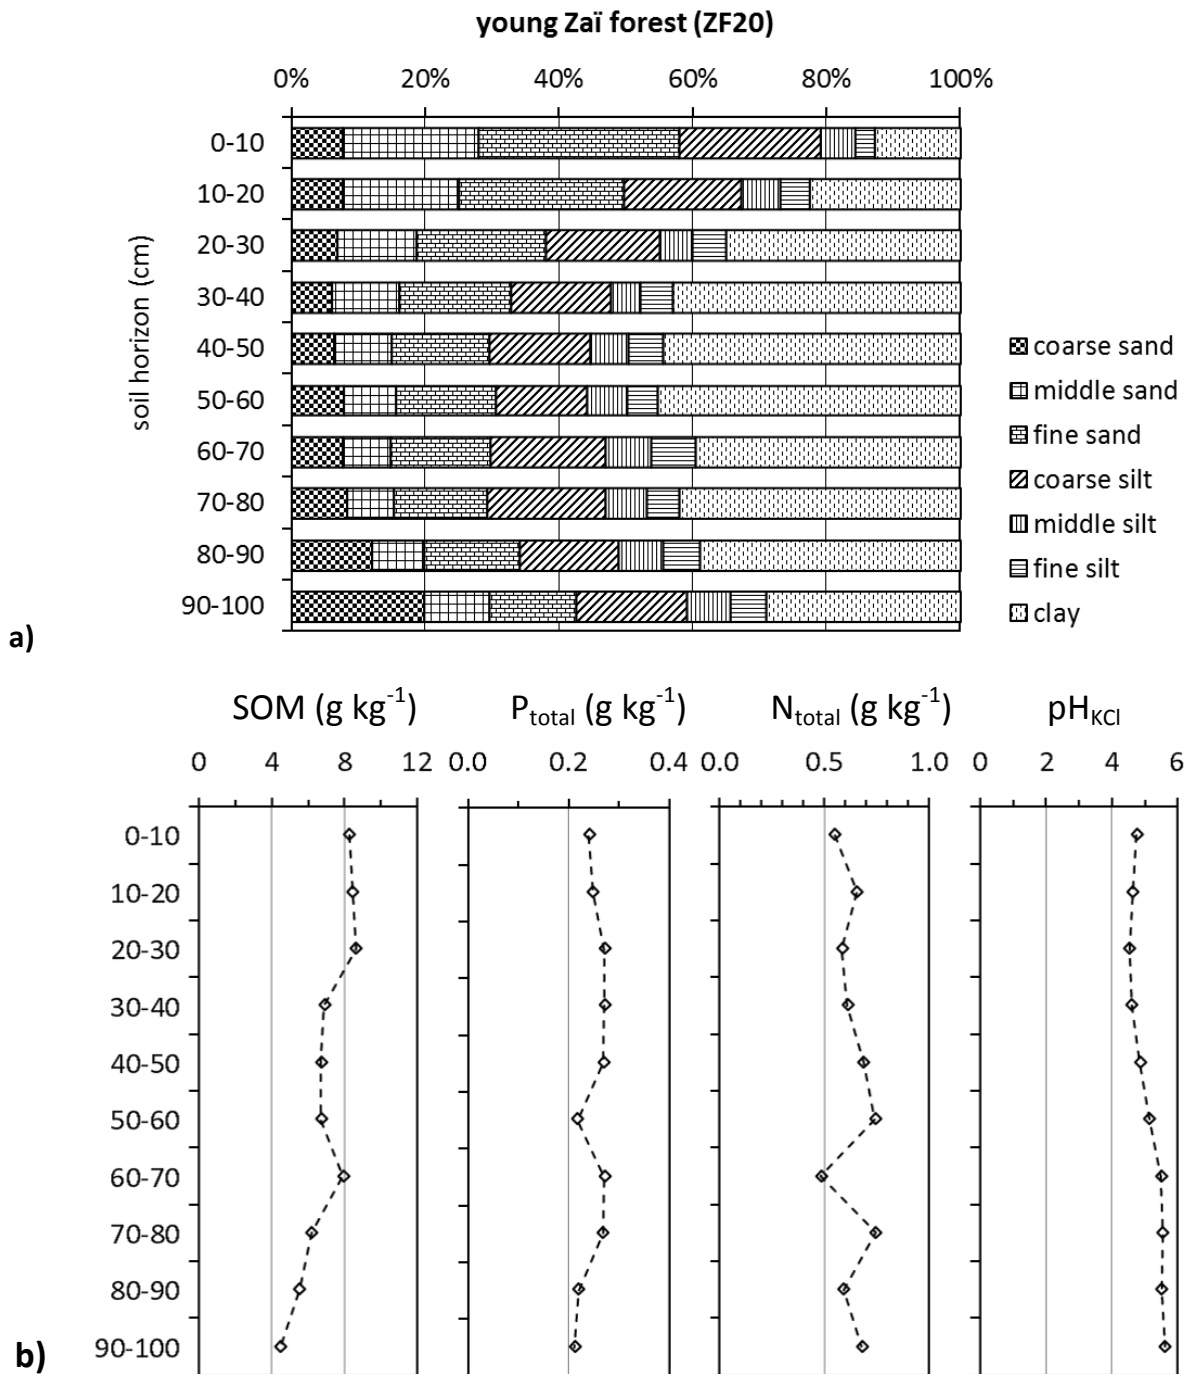 young Zaï forest (ZF20)
0% 20% 40% 60% 80% 100%
soil horizon (cm)
0-10
10-20
20-30
30-40
40-50
50-60
60-70
70-80
80-90
90-100
coarse sand
middle sand
fine sand
coarse silt
middle silt
fine silt
clay
a)
SOM (g kg⁻¹) P_total (g kg⁻¹) N_total (g kg⁻¹) pH_KCl
0 4 8 12 0.0 0.2 0.4 0.0 0.5 1.0 0 2 4 6
0-10
10-20
20-30
30-40
40-50
50-60
60-70
70-80
80-90
90-100
b)